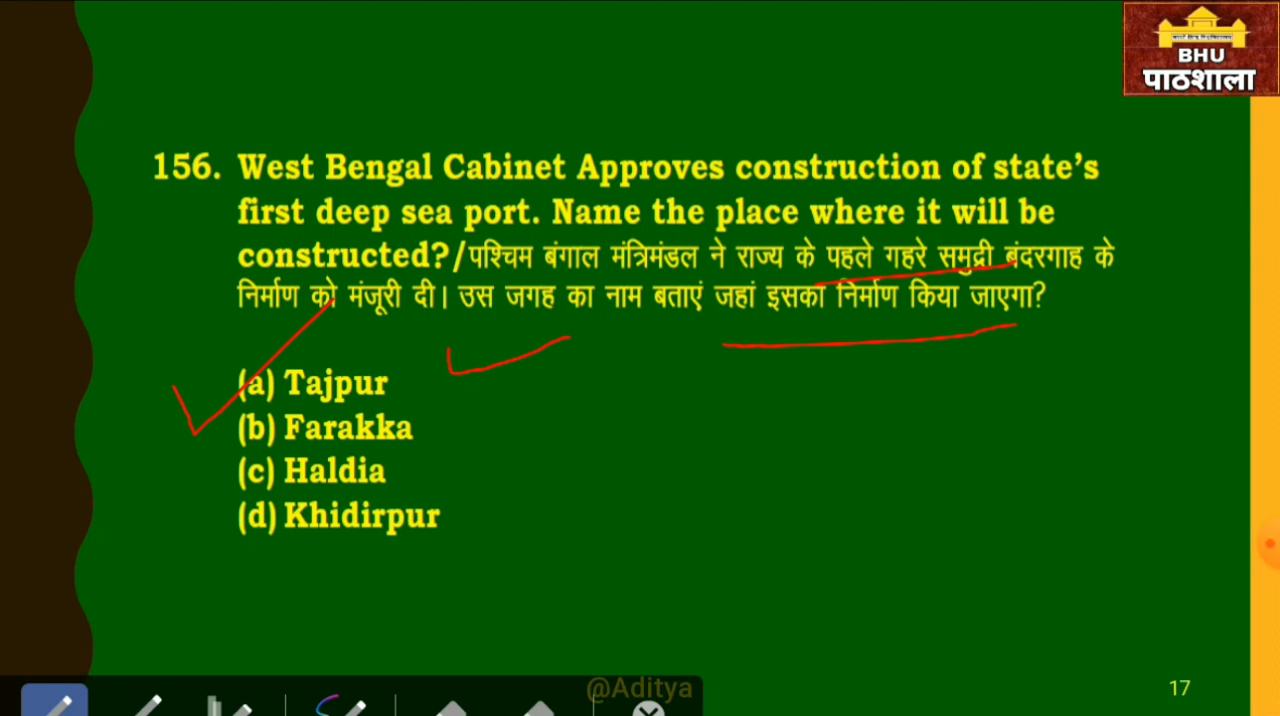 BHU
पाठशाला
156. West Bengal Cabinet Approves construction of state's
first deep sea port. Name the place where it will be
constructed?/पश्चिम बंगाल मंत्रिमंडल ने राज्य के पहले गहरे समुद्री बंदरगाह के
निर्माण को मंजूरी दी। उस जगह का नाम बताएं जहां इसका निर्माण किया जाएगा?
(a) Tajpur
(b) Farakka
(c) Haldia
(d) Khidirpur
@Aditya
17